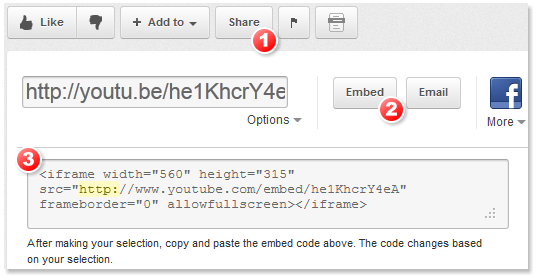 Like + Add to Share
1
http://youtu.be/he1KhcrY4e
Embed Email
2
Options More
3
<iframe width="560" height="315"
src="http://www.youtube.com/embed/he1KhcrY4eA"
frameborder="0" allowfullscreen></iframe>
After making your selection, copy and paste the embed code above. The code changes based
on your selection.